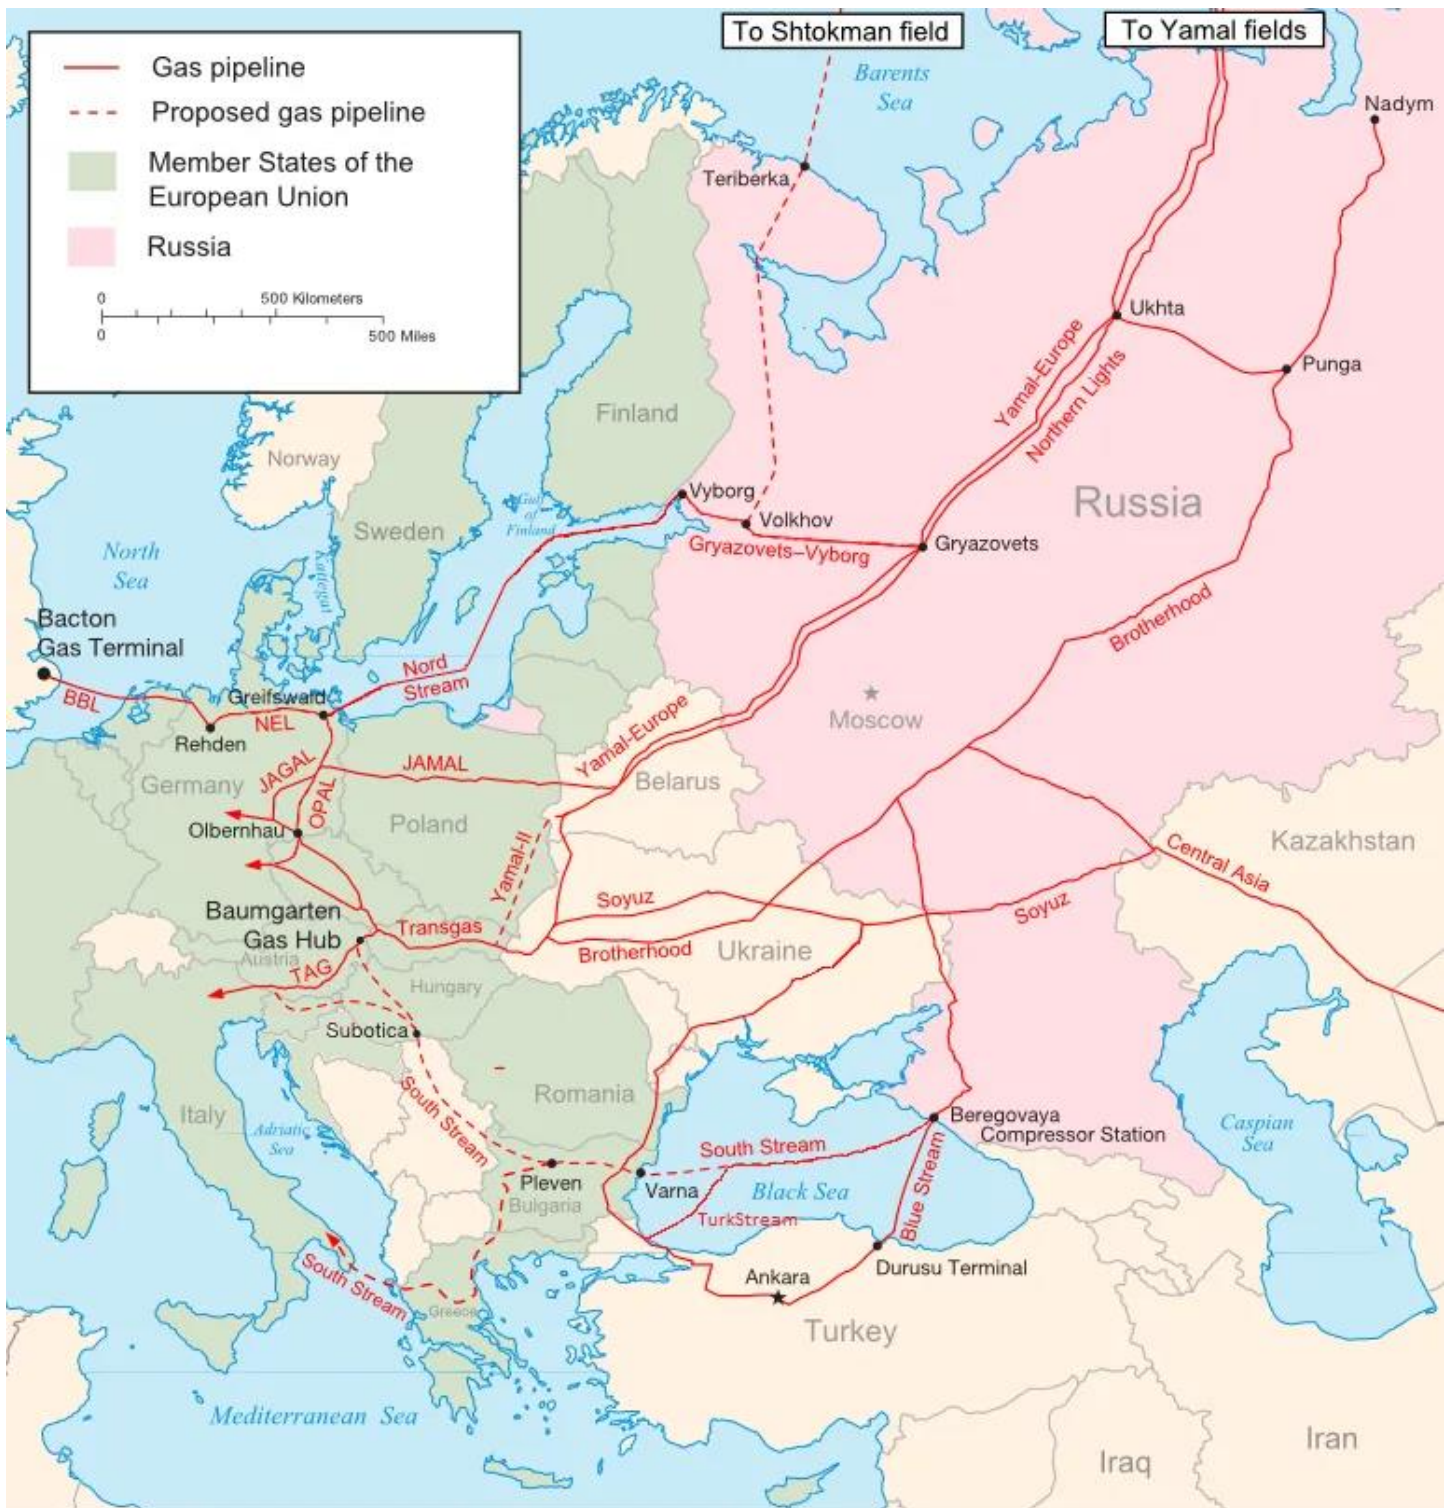 To Shtokman field
To Yamal fields
Gas pipeline
Proposed gas pipeline
Member States of the
European Union
Russia
0
500 Kilometers
0
500 Miles
Barents
Sea
Nadym
Teriberka
Ukhta
Punga
Yamal-Europe
Northern Lights
Finland
Norway
Sweden
Gulf
of
Finland
Vyborg
Volkhov
Gryazovets
Gryazovets–Vyborg
Russia
North
Sea
Kattegat
Brotherhood
Bacton
Gas Terminal
BBL
Nord
Stream
Greifswald
NEL
Rehden
Moscow
Yamal-Europe
JAGAL
JAMAL
Germany
OPAL
Belarus
Olbernhau
Poland
Yamal-II
Kazakhstan
Central Asia
Soyuz
Soyuz
Baumgarten
Gas Hub
Transgas
Brotherhood
Ukraine
Austria
TAG
Hungary
Subotica
South Stream
Romania
Italy
Adriatic
Sea
Beregovaya
Compressor Station
Caspian
Sea
South Stream
Blue Stream
Pleven
Varna
Black Sea
Bulgaria
TurkStream
South Stream
Durusu Terminal
Ankara
Greece
Turkey
Mediterranean Sea
Iraq
Iran